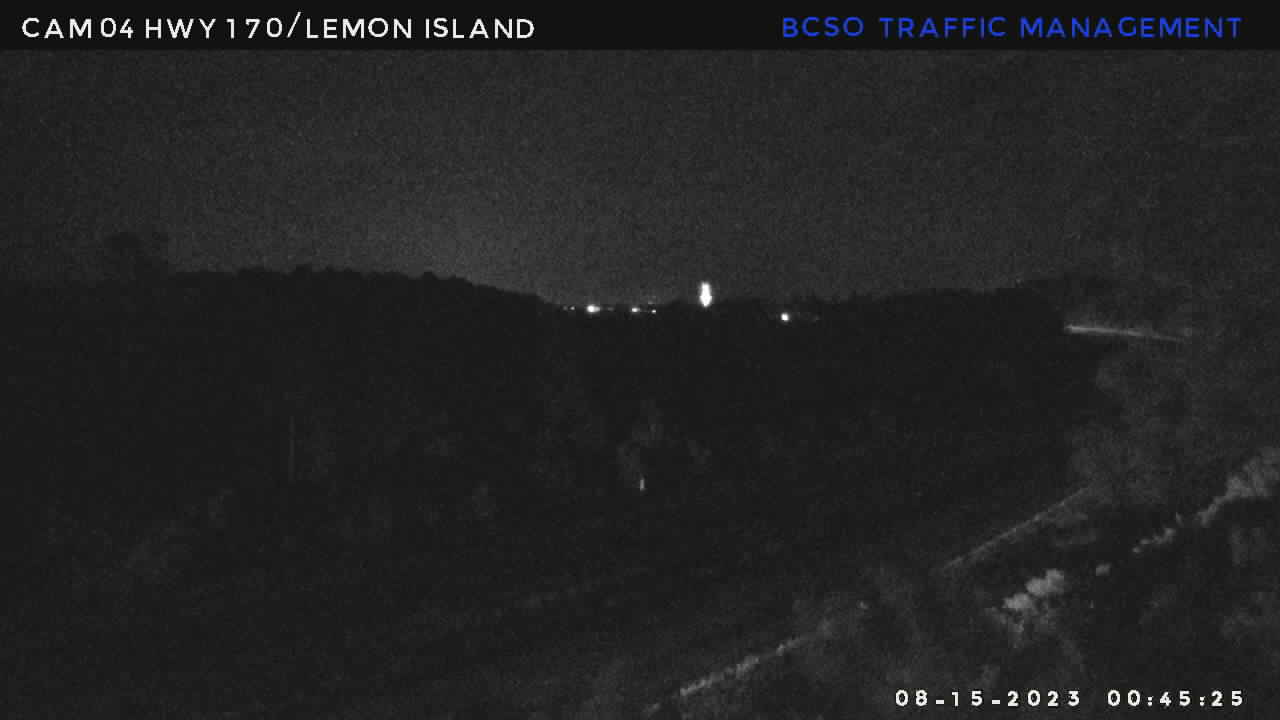 CAM04 HWY 170/LEMON ISLAND
BCSO TRAFFIC MANAGEMENT
08-15-2023 00:45:25